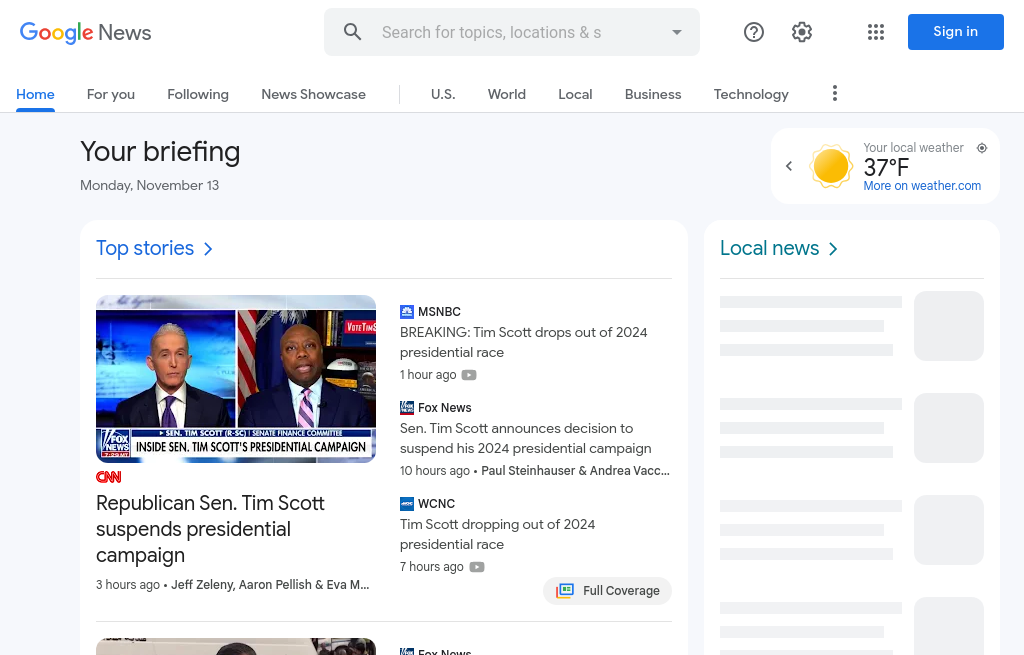 Google News
Search for topics, locations & s
Sign in
Home
For you
Following
News Showcase
U.S.
World
Local
Business
Technology
Your briefing
Monday, November 13
Your local weather
37°F
More on weather.com
Top stories
VOTETIMS
FOX
NEWS
SEN. TIM SCOTT (R-SC) | SENATE FINANCE COMMITTEE
INSIDE SEN. TIM SCOTT'S PRESIDENTIAL CAMPAIGN
CNN
Republican Sen. Tim Scott
suspends presidential
campaign
3 hours ago • Jeff Zeleny, Aaron Pellish & Eva M...
MSNBC
BREAKING: Tim Scott drops out of 2024
presidential race
1 hour ago
Fox News
Sen. Tim Scott announces decision to
suspend his 2024 presidential campaign
10 hours ago • Paul Steinhauser & Andrea Vacc...
WCNC
Tim Scott dropping out of 2024
presidential race
7 hours ago
Full Coverage
Fox News
Local news